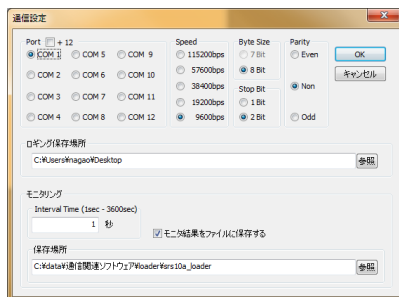 通信設定
Port + 12
COM 1 COM 5 COM 9
COM 2 COM 6 COM 10
COM 3 COM 7 COM 11
COM 4 COM 8 COM 12
Speed
115200bps
57600bps
38400bps
19200bps
9600bps
Byte Size
7 Bit
8 Bit
Stop Bit
1 Bit
2 Bit
Parity
Even
Non
Odd
OK
キャンセル
ロギング保存場所
C:¥Users¥nagao¥Desktop
参照
モニタリング
Interval Time (1sec - 3600sec)
1 秒
モニタ結果をファイルに保存する
保存場所
C:¥data¥通信関連ソフトウェア¥loader¥srs10a_loader
参照